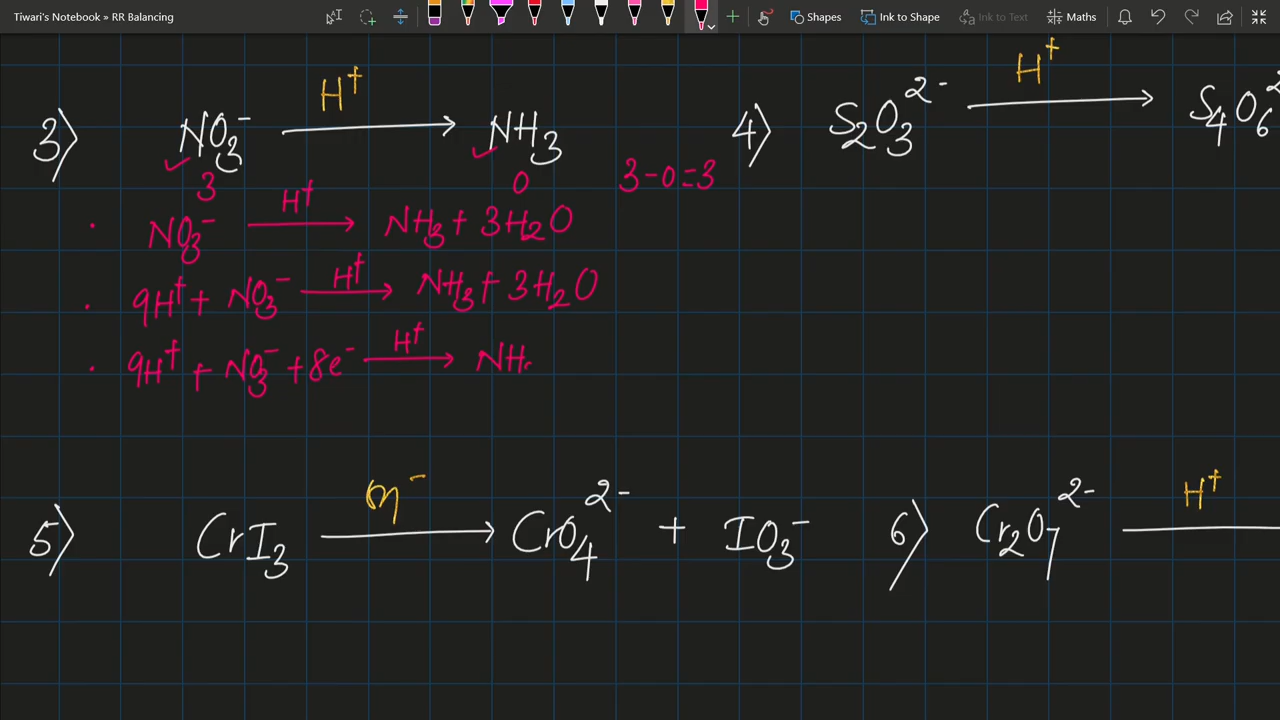 Tiwari's Notebook » RR Balancing
Shapes Ink to Shape Ink to Text Maths
3) NO₃⁻ —H⁺→ NH₃
3 0 3-0=3
· NO₃⁻ —H⁺→ NH₃ + 3H₂O
· 9H⁺ + NO₃⁻ —H⁺→ NH₃ + 3H₂O
· 9H⁺ + NO₃⁻ + 8e⁻ —H⁺→ NH
4) S₂O₃²⁻ —H⁺→ S₄O₆²
5) CrI₃ → CrO₄²⁻ + IO₃⁻
6) Cr₂O₇²⁻ —H⁺→